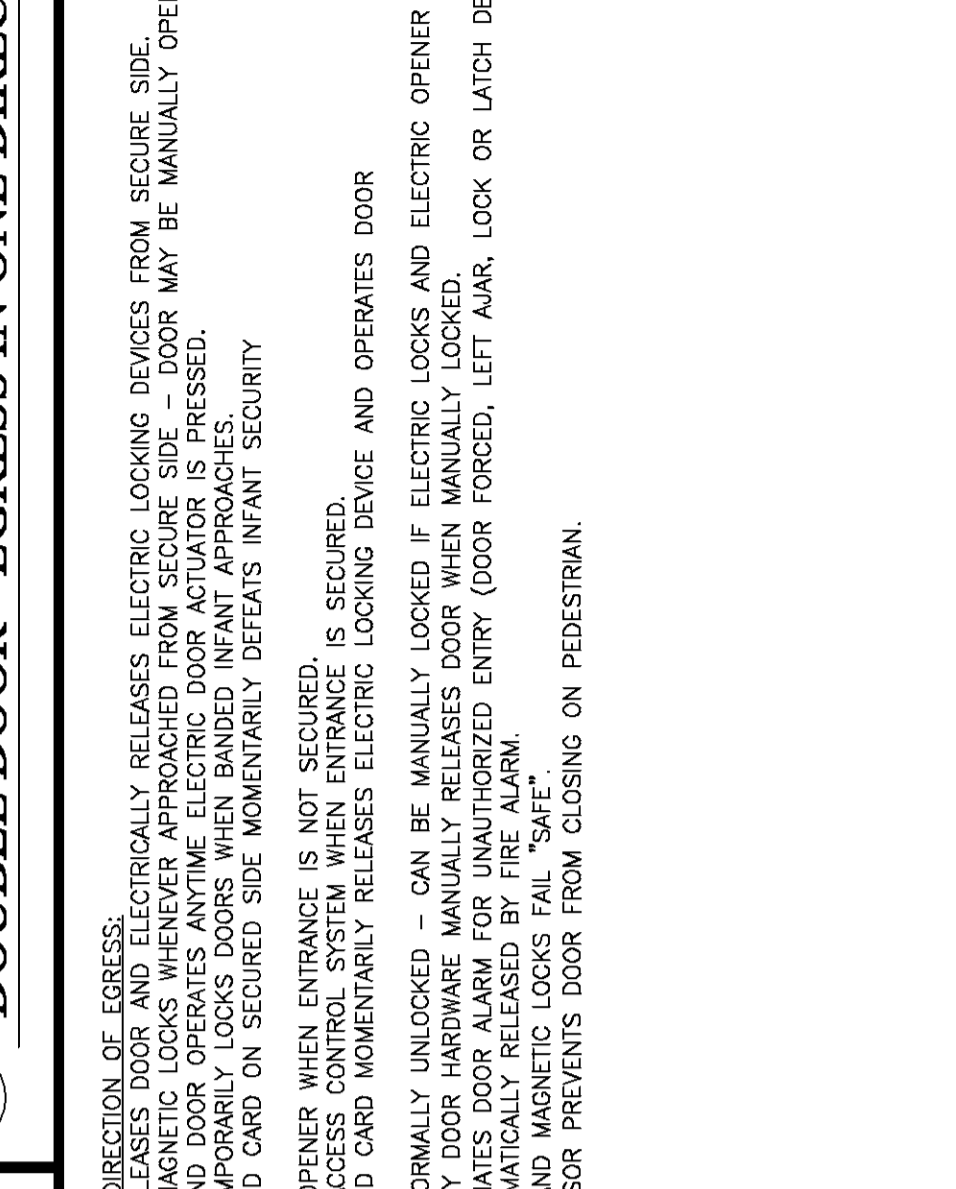 DOUBLE DOOR - EGRESS IN ONE
DIRECTION OF EGRESS:
LEASES DOOR AND ELECTRICALLY RELEASES ELECTRIC LOCKING DEVICES FROM SECURE SIDE.
AGNETIC LOCKS WHENEVER APPROACHED FROM SECURE SIDE – DOOR MAY BE MANUALLY OPE
ND DOOR OPERATES ANYTIME ELECTRIC DOOR ACTUATOR IS PRESSED.
MPORARILY LOCKS DOORS WHEN BANDED INFANT APPROACHES.
D CARD ON SECURED SIDE MOMENTARILY DEFEATS INFANT SECURITY
OPENER WHEN ENTRANCE IS NOT SECURED.
CCESS CONTROL SYSTEM WHEN ENTRANCE IS SECURED.
D CARD MOMENTARILY RELEASES ELECTRIC LOCKING DEVICE AND OPERATES DOOR
ORMALLY UNLOCKED – CAN BE MANUALLY LOCKED IF ELECTRIC LOCKS AND ELECTRIC OPENER
Y DOOR HARDWARE MANUALLY RELEASES DOOR WHEN MANUALLY LOCKED.
ATES DOOR ALARM FOR UNAUTHORIZED ENTRY (DOOR FORCED, LEFT AJAR, LOCK OR LATCH DE
MATICALLY RELEASED BY FIRE ALARM.
AND MAGNETIC LOCKS FAIL "SAFE".
SOR PREVENTS DOOR FROM CLOSING ON PEDESTRIAN.